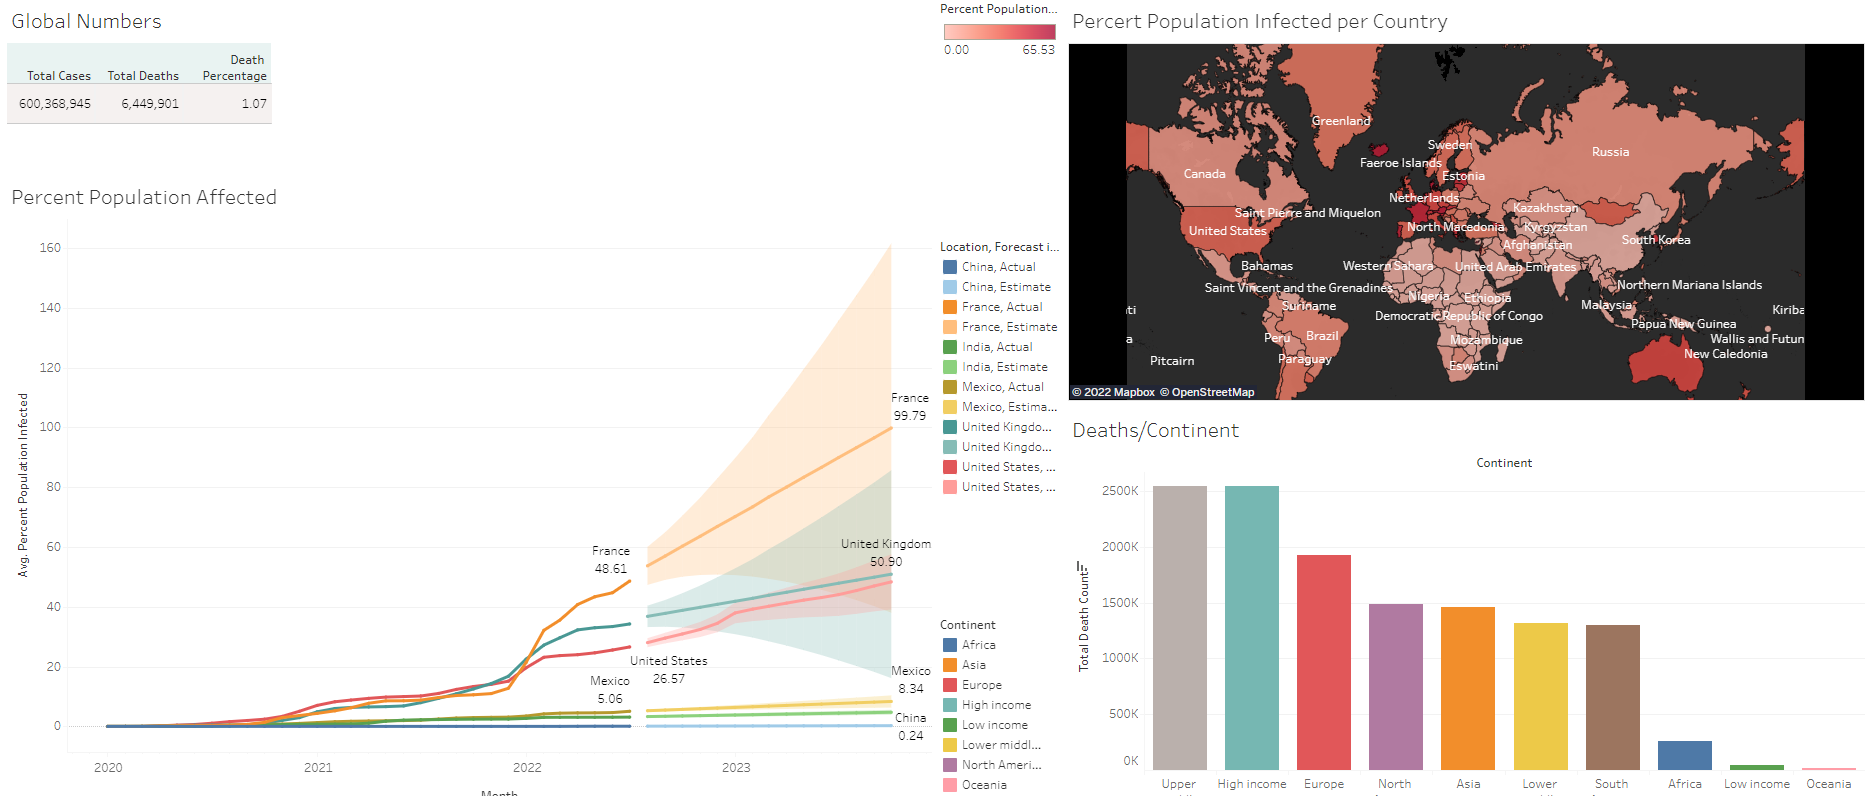 Global Numbers
Death
Total Cases Total Deaths Percentage
600,368,945 6,449,901 1.07
Percent Population...
0.00 65.53
Percent Population Affected
160
140
120
100
80
60
40
20
0
Avg. Percent Population Infected
France
48.61
United States
26.57
Mexico
5.06
France
99.79
United Kingdom
50.90
Mexico
8.34
China
0.24
2020 2021 2022 2023
Month
Location, Forecast i...
China, Actual
China, Estimate
France, Actual
France, Estimate
India, Actual
India, Estimate
Mexico, Actual
Mexico, Estima...
United Kingdo...
United Kingdo...
United States, ...
United States, ...
Continent
Africa
Asia
Europe
High income
Low income
Lower middl...
North Ameri...
Oceania
Percert Population Infected per Country
Greenland
Sweden
Russia
Faeroe Islands
Canada
Estonia
Netherlands
Kazakhstan
Saint Pierre and Miquelon
United States
North Macedonia
Kyrgyzstan
South Korea
Afghanistan
Bahamas
Western Sahara
United Arab Emirates
Saint Vincent and the Grenadines
Northern Mariana Islands
Nigeria
Ethiopia
Suriname
Malaysia
ti
Kiriba
Democratic Republic of Congo
Papua New Guinea
a
Peru
Brazil
Mozambique
Wallis and Futun
New Caledonia
Pitcairn
Paraguay
Eswatini
© 2022 Mapbox © OpenStreetMap
Deaths/Continent
Continent
2500K
2000K
1500K
1000K
500K
0K
Total Death Count
Upper High income Europe North Asia Lower South Africa Low income Oceania